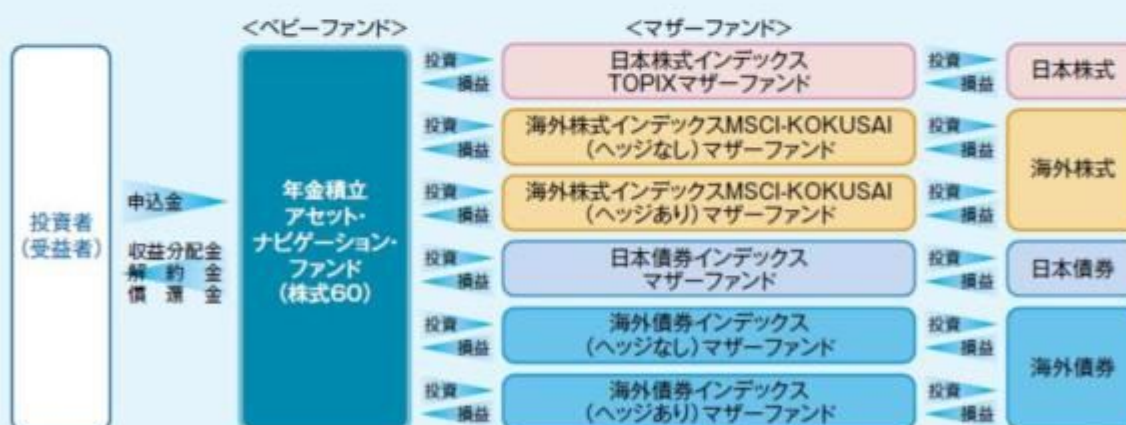 <ベビーファンド>
<マザーファンド>
投資者
(受益者)
申込金
収益分配金
解約金
償還金
年金積立
アセット・
ナビゲーション・
ファンド
(株式60)
投資
損益
日本株式インデックス
TOPIXマザーファンド
投資
損益
日本株式
投資
損益
海外株式インデックスMSCI-KOKUSAI
(ヘッジなし)マザーファンド
投資
損益
海外株式
投資
損益
海外株式インデックスMSCI-KOKUSAI
(ヘッジあり)マザーファンド
投資
損益
投資
損益
日本債券インデックス
マザーファンド
投資
損益
日本債券
投資
損益
海外債券インデックス
(ヘッジなし)マザーファンド
投資
損益
海外債券
投資
損益
海外債券インデックス
(ヘッジあり)マザーファンド
投資
損益